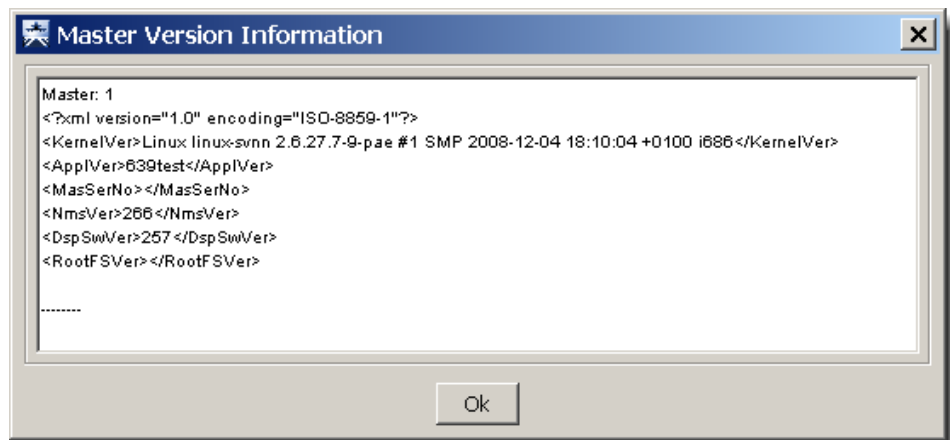 Master Version Information
Master: 1
<?xml version="1.0" encoding="ISO-8859-1"?>
<KernelVer>Linux linux-svnn 2.6.27.7-9-pae #1 SMP 2008-12-04 18:10:04 +0100 i686</KernelVer>
<ApplVer>639test</ApplVer>
<MasSerNo></MasSerNo>
<NmsVer>266</NmsVer>
<DspSwVer>257</DspSwVer>
<RootFSVer></RootFSVer>
--------
Ok